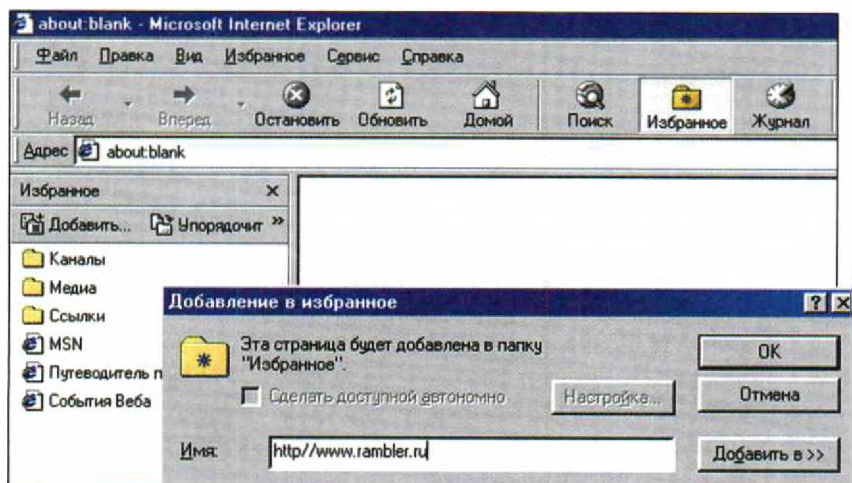 about:blank - Microsoft Internet Explorer
Файл Правка Вид Избранное Сервис Справка
Назад Вперед Остановить Обновить Домой Поиск Избранное Журнал
Адрес about:blank
Избранное
Добавить... Упорядочит »
Каналы
Медиа
Ссылки
MSN
Путеводитель п
События Веба
Добавление в избранное
Эта страница будет добавлена в папку
"Избранное".
OK
Сделать доступной автономно Настройка... Отмена
Имя: http//www.rambler.ru Добавить в >>